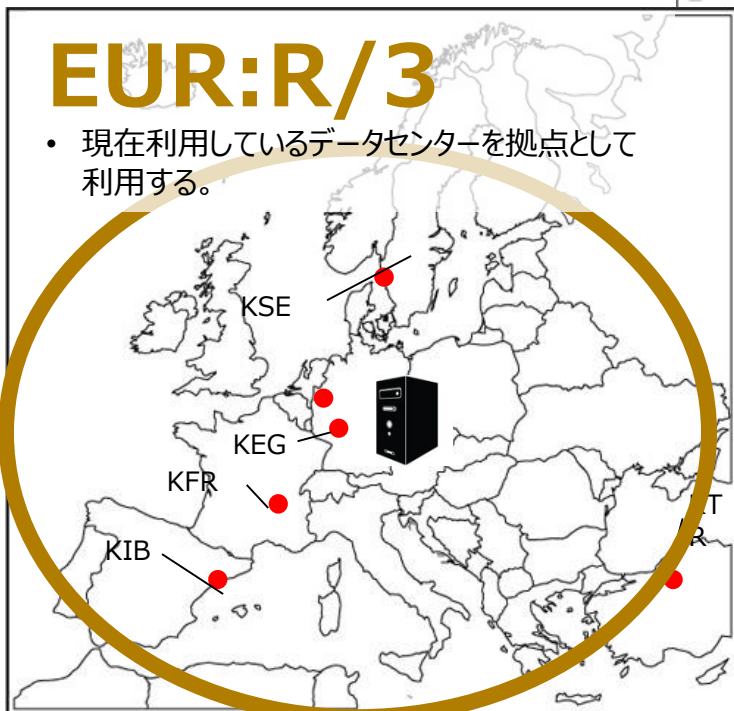 EUR:R/3
• 現在利用しているデータセンターを拠点として
利用する。
KSE
KEG
KFR
KIB